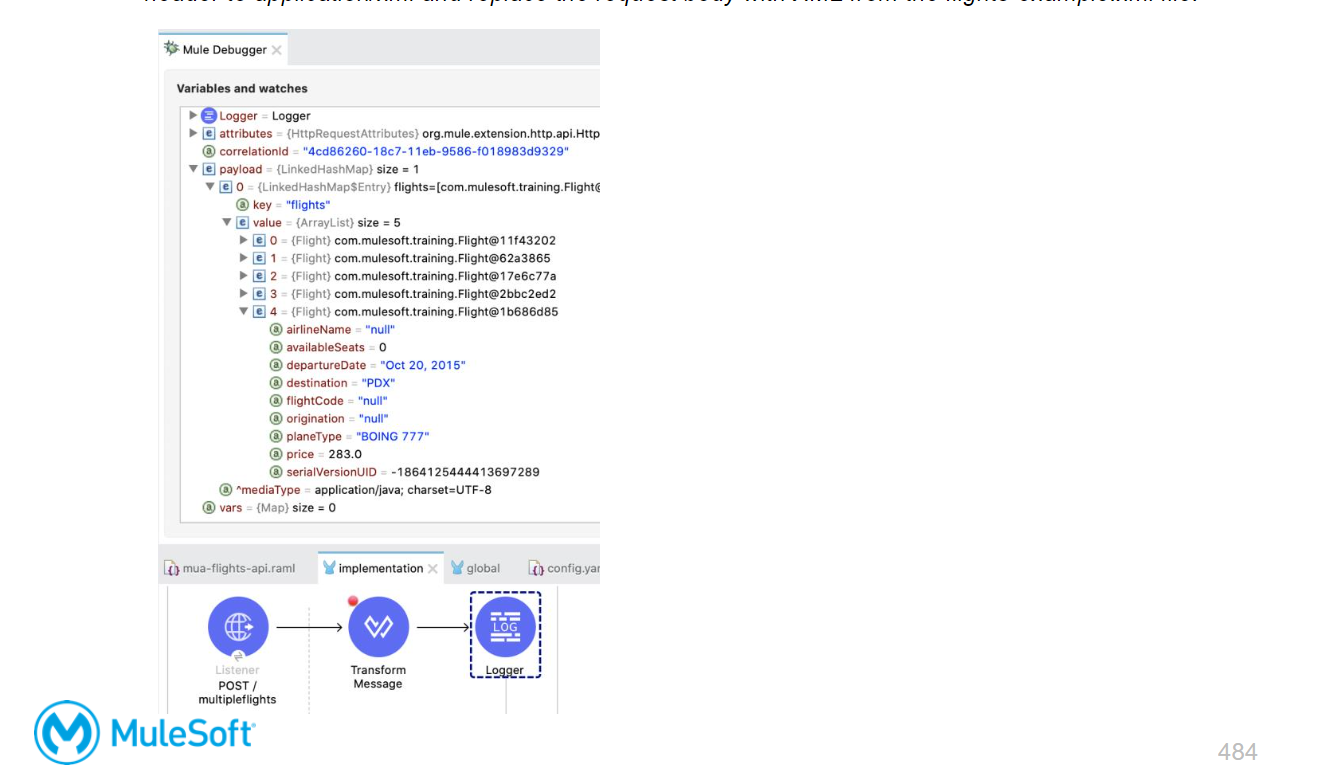 header to application/xml and replace the request body with XML from the flights-example.xml file.
Mule Debugger
Variables and watches
Logger = Logger
attributes = {HttpRequestAttributes} org.mule.extension.http.api.Http
correlationId = "4cd86260-18c7-11eb-9586-f018983d9329"
payload = {LinkedHashMap} size = 1
0 = {LinkedHashMap$Entry} flights=[com.mulesoft.training.Flight@
key = "flights"
value = {ArrayList} size = 5
0 = {Flight} com.mulesoft.training.Flight@11f43202
1 = {Flight} com.mulesoft.training.Flight@62a3865
2 = {Flight} com.mulesoft.training.Flight@17e6c77a
3 = {Flight} com.mulesoft.training.Flight@2bbc2ed2
4 = {Flight} com.mulesoft.training.Flight@1b686d85
airlineName = "null"
availableSeats = 0
departureDate = "Oct 20, 2015"
destination = "PDX"
flightCode = "null"
origination = "null"
planeType = "BOING 777"
price = 283.0
serialVersionUID = -1864125444413697289
^mediaType = application/java; charset=UTF-8
vars = {Map} size = 0
mua-flights-api.raml implementation global config.yar
LOG
Listener Transform Logger
POST / Message
multipleflights
MuleSoft
484